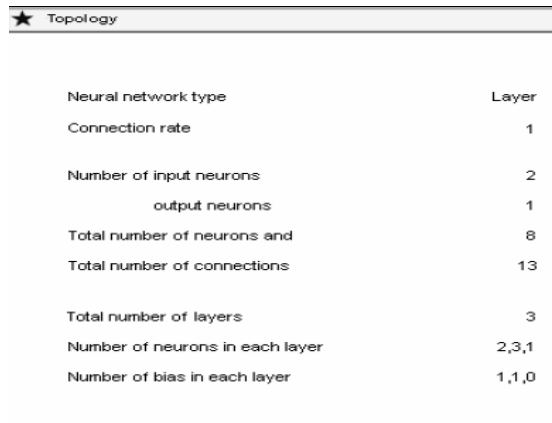 ★ Topology
Neural network type Layer
Connection rate 1
Number of input neurons 2
output neurons 1
Total number of neurons and 8
Total number of connections 13
Total number of layers 3
Number of neurons in each layer 2,3,1
Number of bias in each layer 1,1,0